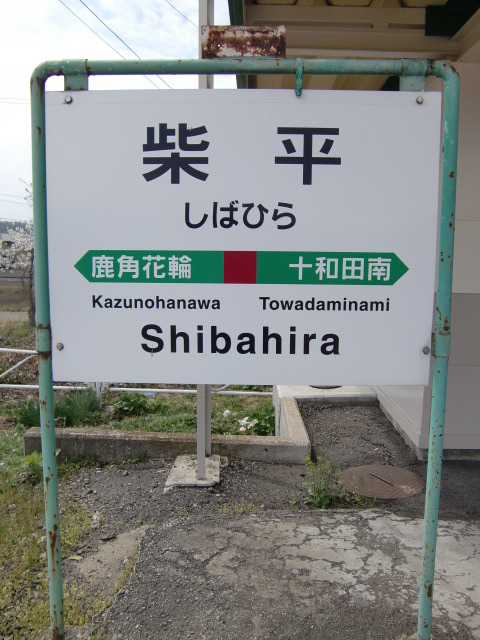 柴平
しばひら
鹿角花輪 十和田南
Kazunohanawa Towadaminami
Shibahira